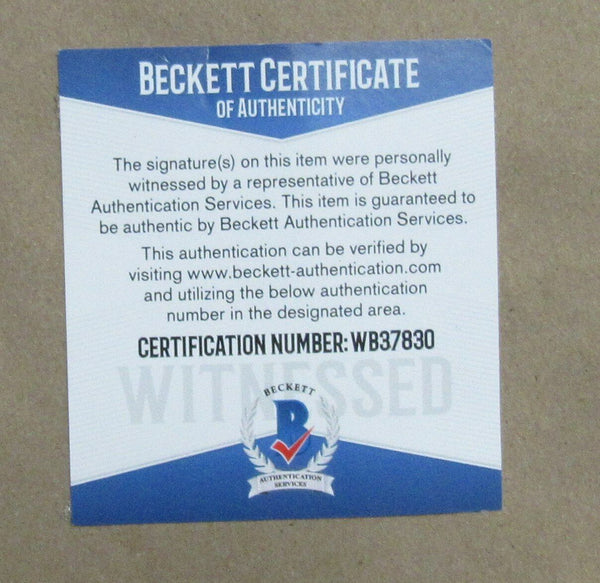 BECKETT CERTIFICATE
OF AUTHENTICITY
The signature(s) on this item were personally
witnessed by a representative of Beckett
Authentication Services. This item is guaranteed to
be authentic by Beckett Authentication Services.
This authentication can be verified by
visiting www.beckett-authentication.com
and utilizing the below authentication
number in the designated area.
CERTIFICATION NUMBER: WB37830
WITNESSED
BECKETT
B
AUTHENTICATION
SERVICES